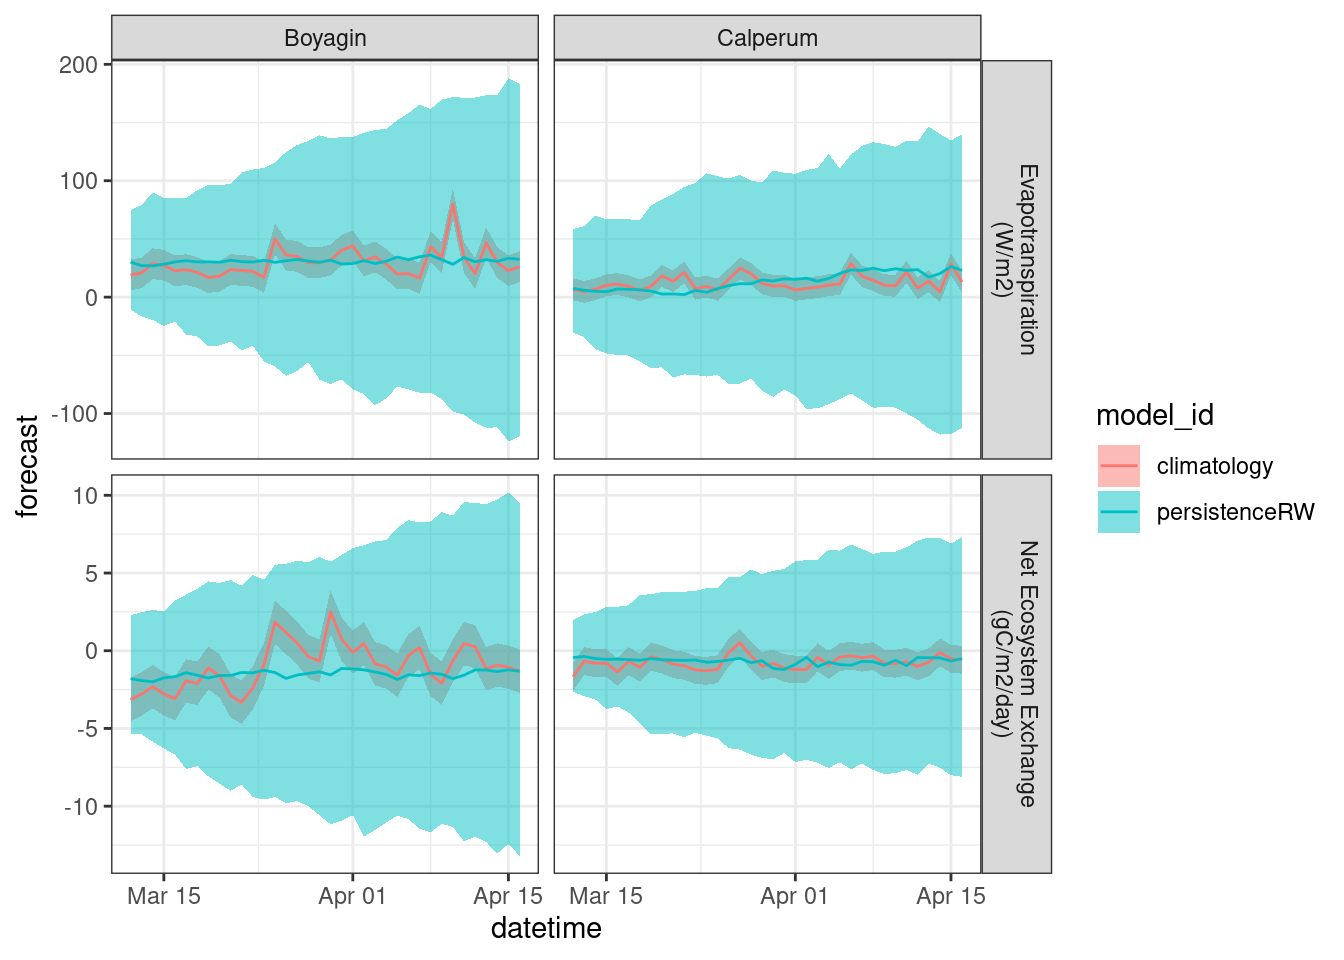 Boyagin
Calperum
200
100
0
-100
Evapotranspiration
(W/m2)
10
5
0
-5
-10
Net Ecosystem Exchange
(gC/m2/day)
forecast
Mar 15
Apr 01
Apr 15
Mar 15
Apr 01
Apr 15
datetime
model_id
climatology
persistenceRW